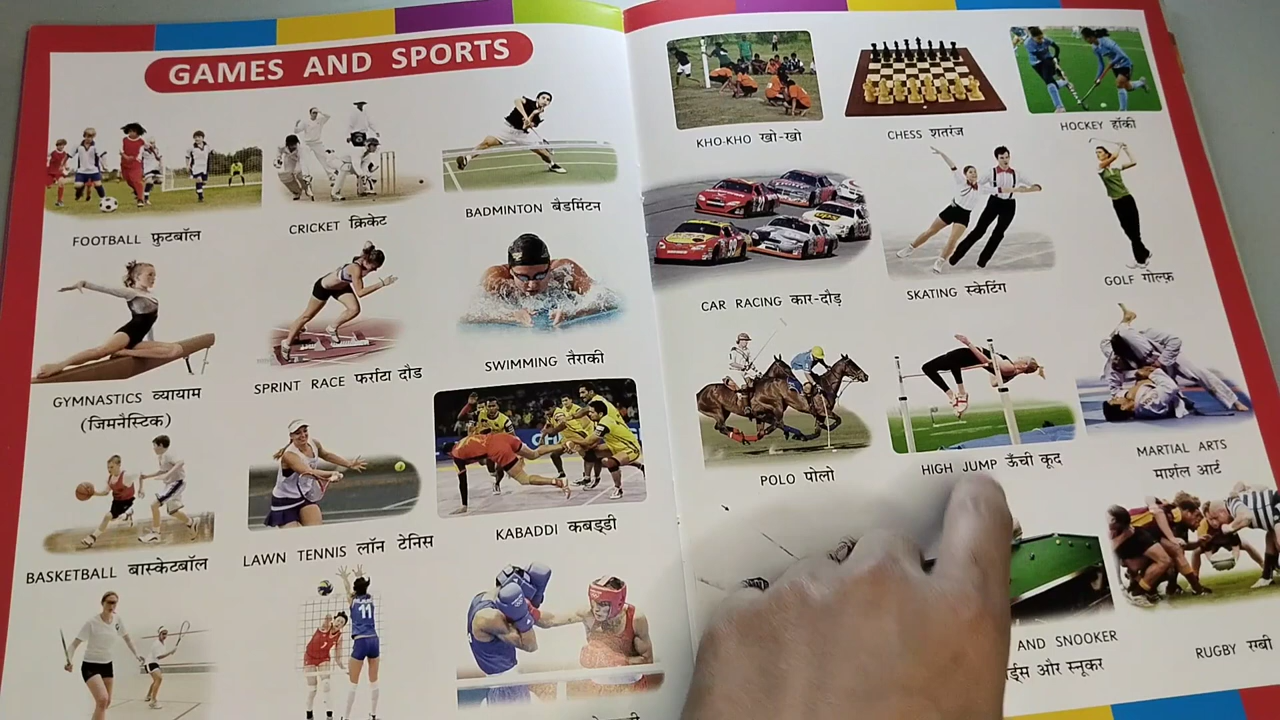 GAMES AND SPORTS
FOOTBALL फुटबॉल
CRICKET क्रिकेट
BADMINTON बैडमिंटन
GYMNASTICS व्यायाम
(जिमनैस्टिक)
SPRINT RACE फर्राटा दौड
SWIMMING तैराकी
BASKETBALL बास्केटबॉल
LAWN TENNIS लॉन टेनिस
KABADDI कबड्डी
11
KHO-KHO खो-खो
CHESS शतरंज
HOCKEY हॉकी
CAR RACING कार-दौड़
SKATING स्केटिंग
GOLF गोल्फ़
POLO पोलो
HIGH JUMP ऊँची कूद
MARTIAL ARTS
मार्शल आर्ट
AND SNOOKER
और स्नूकर
RUGBY रग्बी